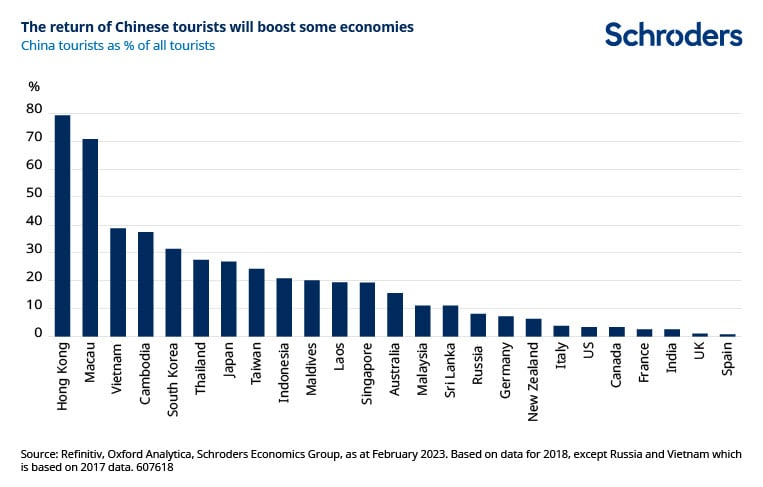 The return of Chinese tourists will boost some economies
Schroders
China tourists as % of all tourists
%
80
70
60
50
40
30
20
10
0
Hong Kong
Macau
Vietnam
Cambodia
South Korea
Thailand
Japan
Taiwan
Indonesia
Maldives
Laos
Singapore
Australia
Malaysia
Sri Lanka
Russia
Germany
New Zealand
Italy
US
Canada
France
India
UK
Spain
Source: Refinitiv, Oxford Analytica, Schroders Economics Group, as at February 2023. Based on data for 2018, except Russia and Vietnam which
is based on 2017 data. 607618